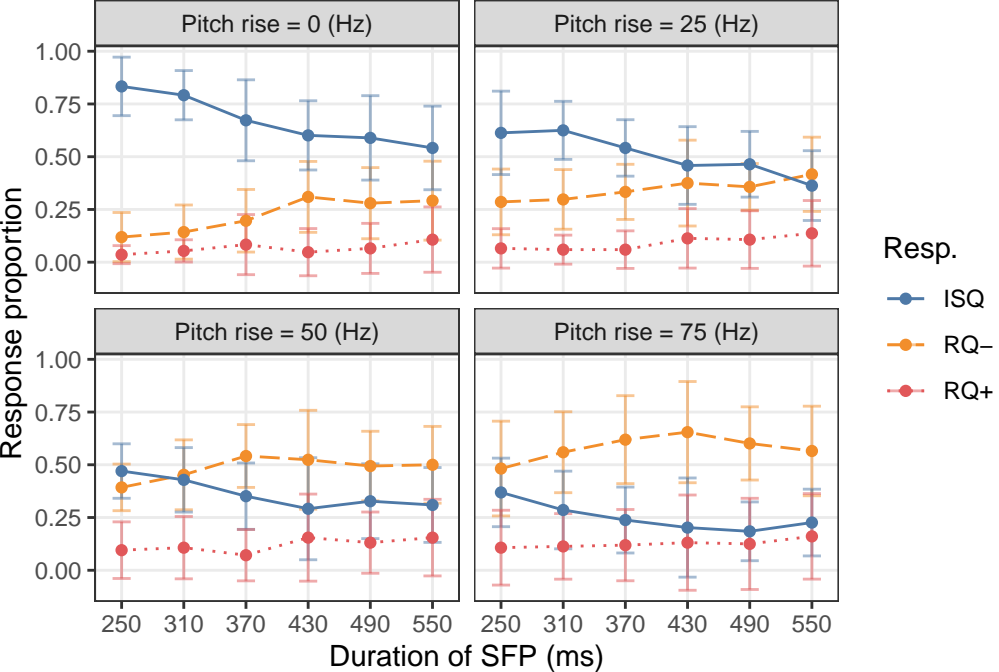 Pitch rise = 0 (Hz)
Pitch rise = 25 (Hz)
1.00
0.75
0.50
0.25
0.00
Pitch rise = 50 (Hz)
Pitch rise = 75 (Hz)
1.00
0.75
0.50
0.25
0.00
250 310 370 430 490 550
250 310 370 430 490 550
Duration of SFP (ms)
Response proportion
Resp.
ISQ
RQ−
RQ+